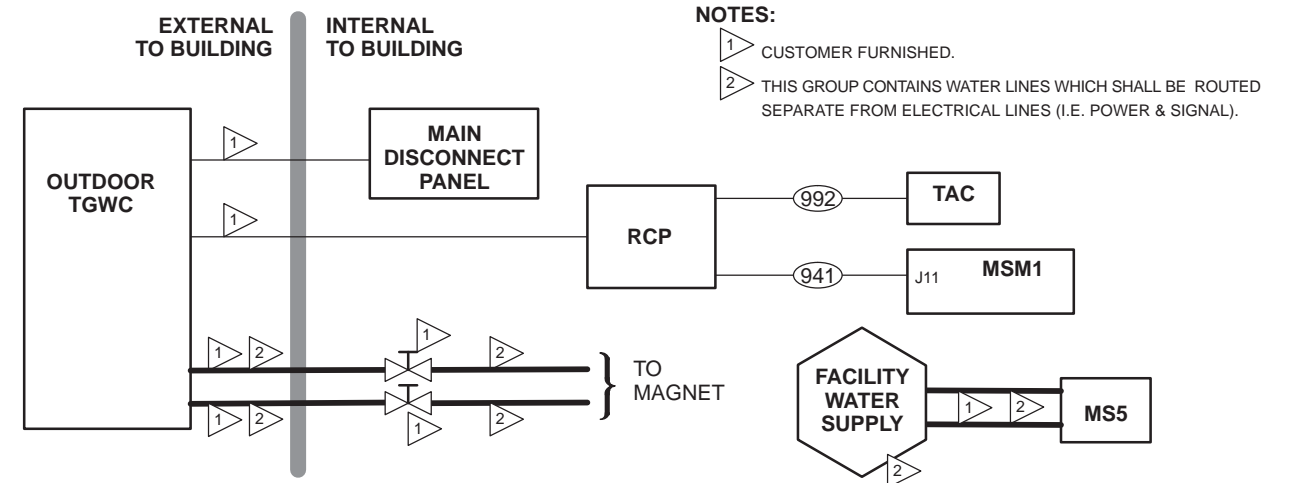 EXTERNAL
TO BUILDING
INTERNAL
TO BUILDING
NOTES:
1 CUSTOMER FURNISHED.
2 THIS GROUP CONTAINS WATER LINES WHICH SHALL BE ROUTED
SEPARATE FROM ELECTRICAL LINES (I.E. POWER & SIGNAL).
OUTDOOR
TGWC
1
MAIN
DISCONNECT
PANEL
1
RCP
992
TAC
941
J11 MSM1
1 2
1
2
TO
MAGNET
1 2
1
2
FACILITY
WATER
SUPPLY
2
1 2
MS5